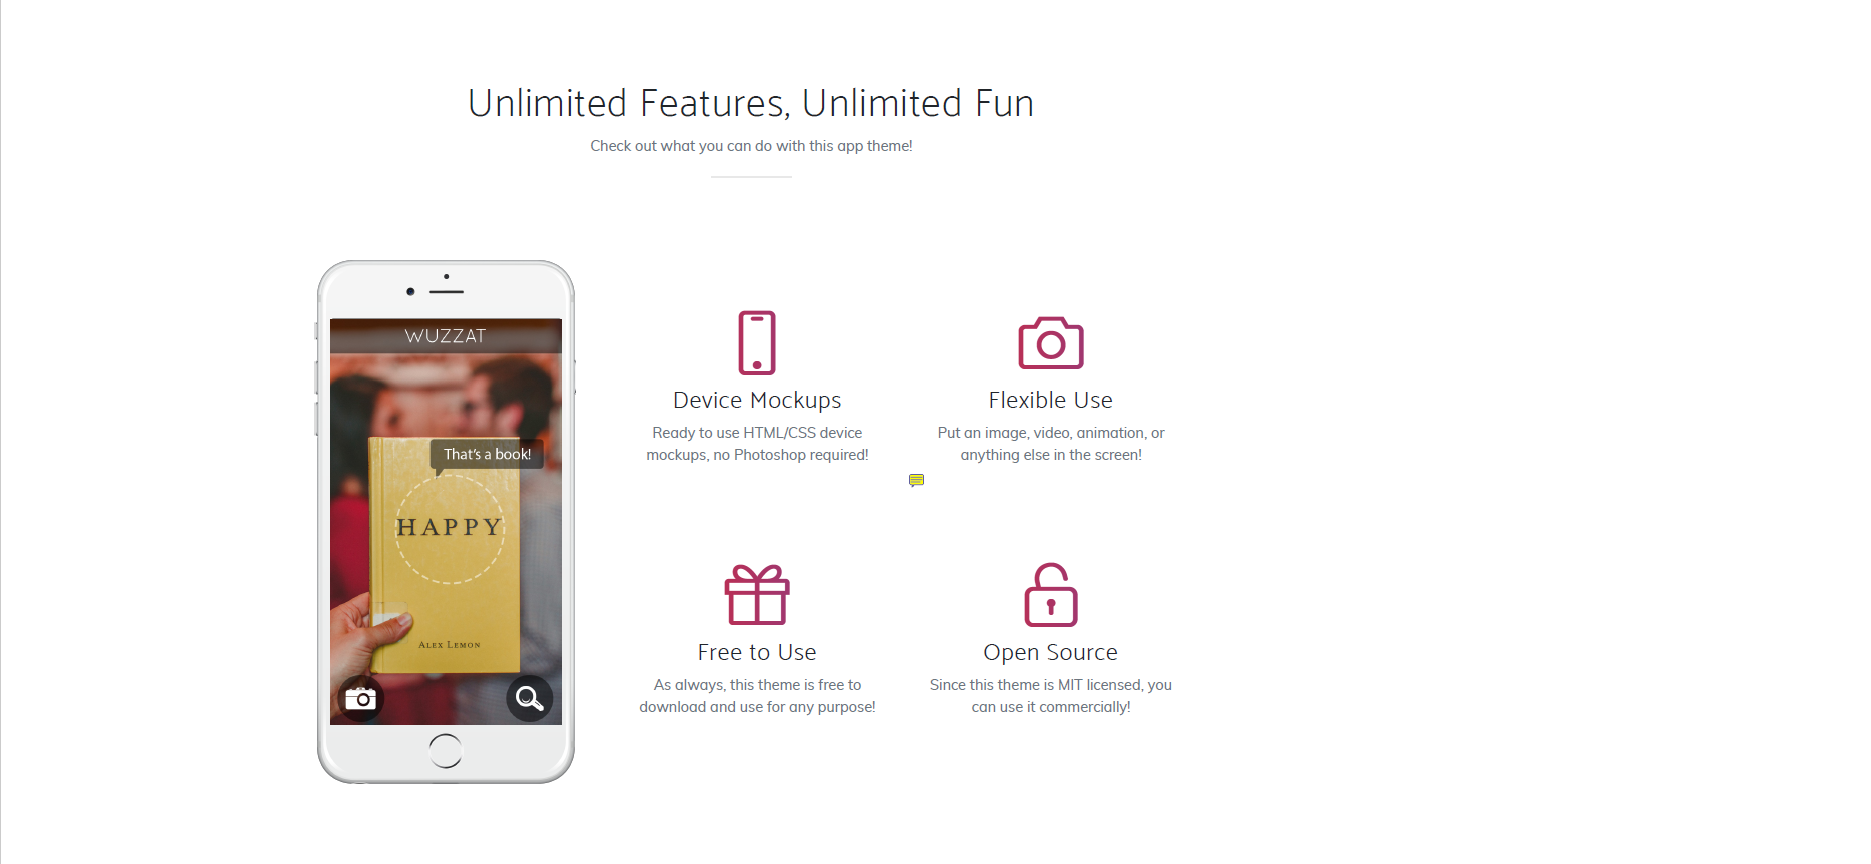 Unlimited Features, Unlimited Fun
Check out what you can do with this app theme!
WUZZAT
That's a book!
HAPPY
ALEX LEMON
Device Mockups
Ready to use HTML/CSS device
mockups, no Photoshop required!
Flexible Use
Put an image, video, animation, or
anything else in the screen!
Free to Use
As always, this theme is free to
download and use for any purpose!
Open Source
Since this theme is MIT licensed, you
can use it commercially!